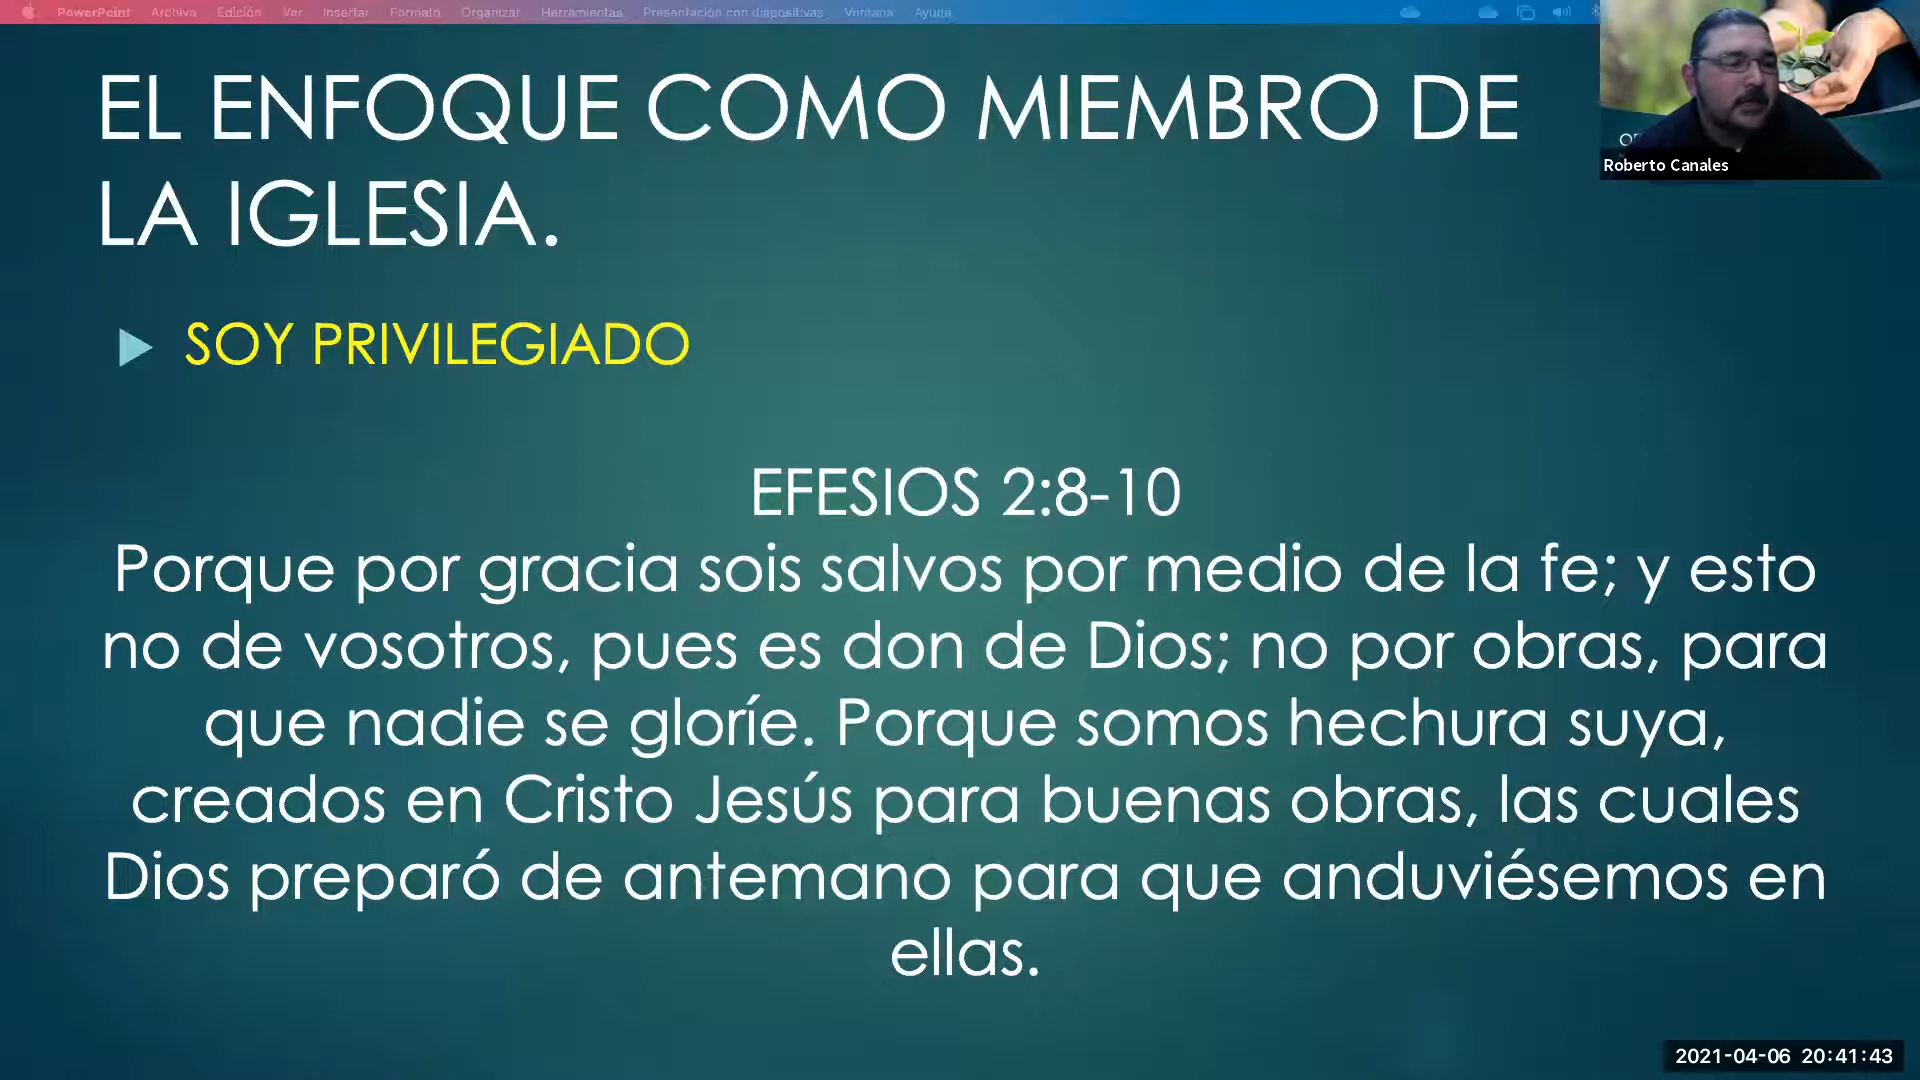 PowerPoint Archivo Edición Ver Insertar Formato Organizar Herramientas Presentación con diapositivas Ventana Ayuda
EL ENFOQUE COMO MIEMBRO DE
LA IGLESIA.
Roberto Canales
SOY PRIVILEGIADO
EFESIOS 2:8-10
Porque por gracia sois salvos por medio de la fe; y esto
no de vosotros, pues es don de Dios; no por obras, para
que nadie se gloríe. Porque somos hechura suya,
creados en Cristo Jesús para buenas obras, las cuales
Dios preparó de antemano para que anduviésemos en
ellas.
2021-04-06 20:41:43